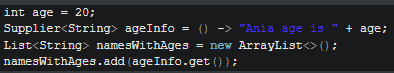 int age = 20;
Supplier<String> ageInfo = () -> "Ania age is " + age;
List<String> namesWithAges = new ArrayList<>();
namesWithAges.add(ageInfo.get());